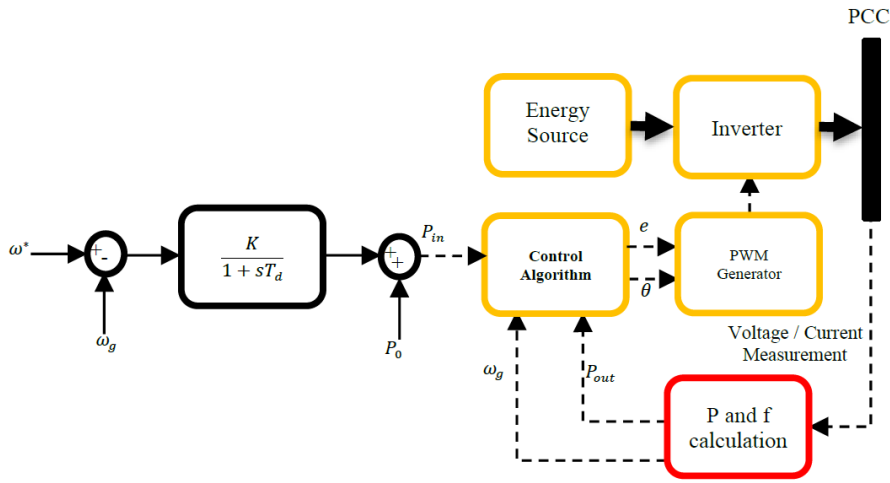 PCC
Energy
Source
Inverter
ω*
+
-
K
1 + sT_d
+
+
P_in
Control
Algorithm
e
θ
PWM
Generator
ω_g
P_0
ω_g
P_out
Voltage / Current
Measurement
P and f
calculation